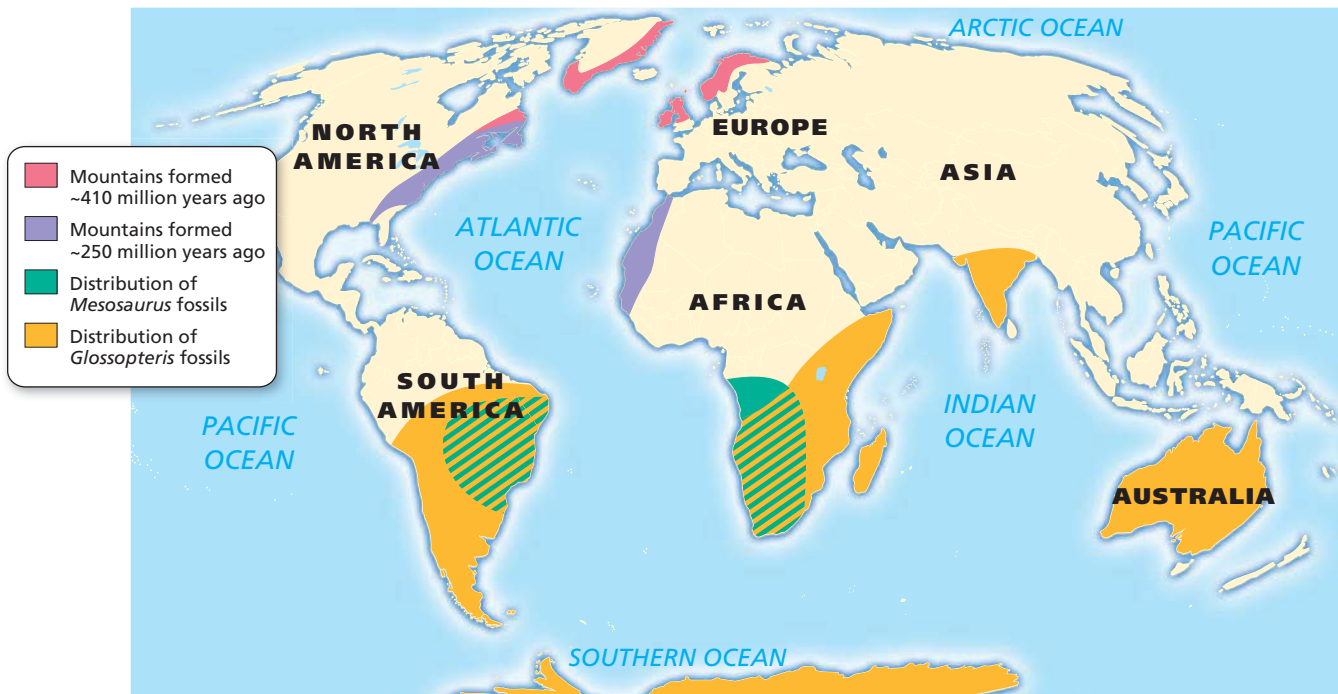 ARCTIC OCEAN
NORTH
AMERICA
EUROPE
ASIA
Mountains formed
~410 million years ago
Mountains formed
~250 million years ago
Distribution of
Mesosaurus fossils
Distribution of
Glossopteris fossils
ATLANTIC
OCEAN
PACIFIC
OCEAN
AFRICA
SOUTH
AMERICA
PACIFIC
OCEAN
INDIAN
OCEAN
AUSTRALIA
SOUTHERN OCEAN